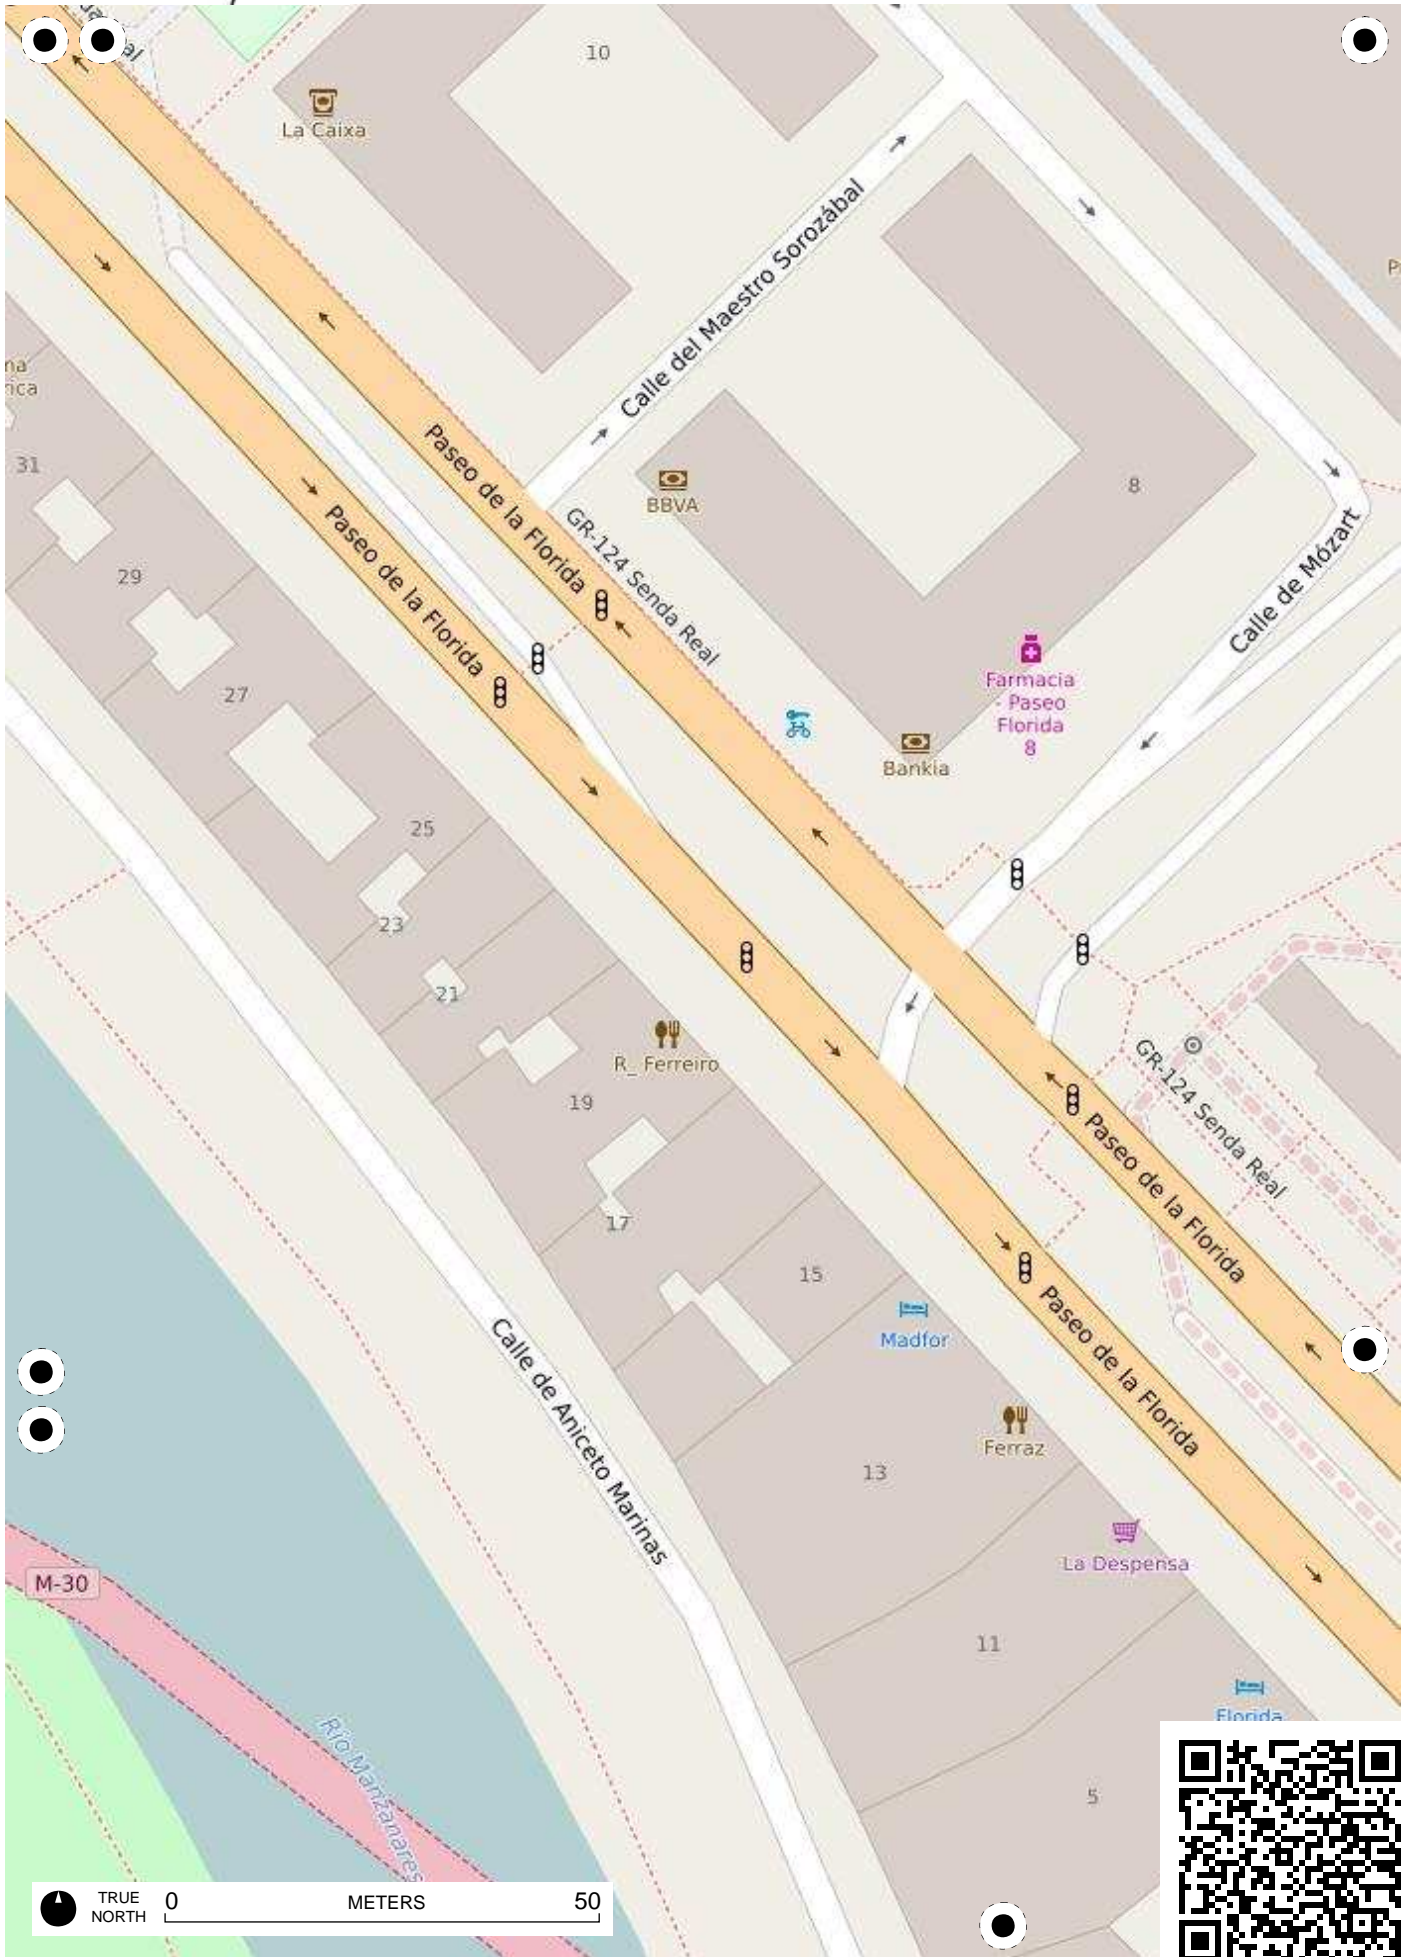 10
La Caixa
Calle del Maestro Sorozábal
31
BBVA
8
Paseo de la Florida
GR-124 Senda Real
Paseo de la Florida
Calle de Mózart
29
27
Farmacia
- Paseo
Florida
8
Bankia
25
23
21
R_ Ferreiro
19
17
GR-124 Senda Real
Paseo de la Florida
15
Madfor
Paseo de la Florida
Calle de Aniceto Marinas
Ferraz
13
La Despensa
M-30
11
Florida
Río Manzanares
5
TRUE
NORTH
0 METERS 50